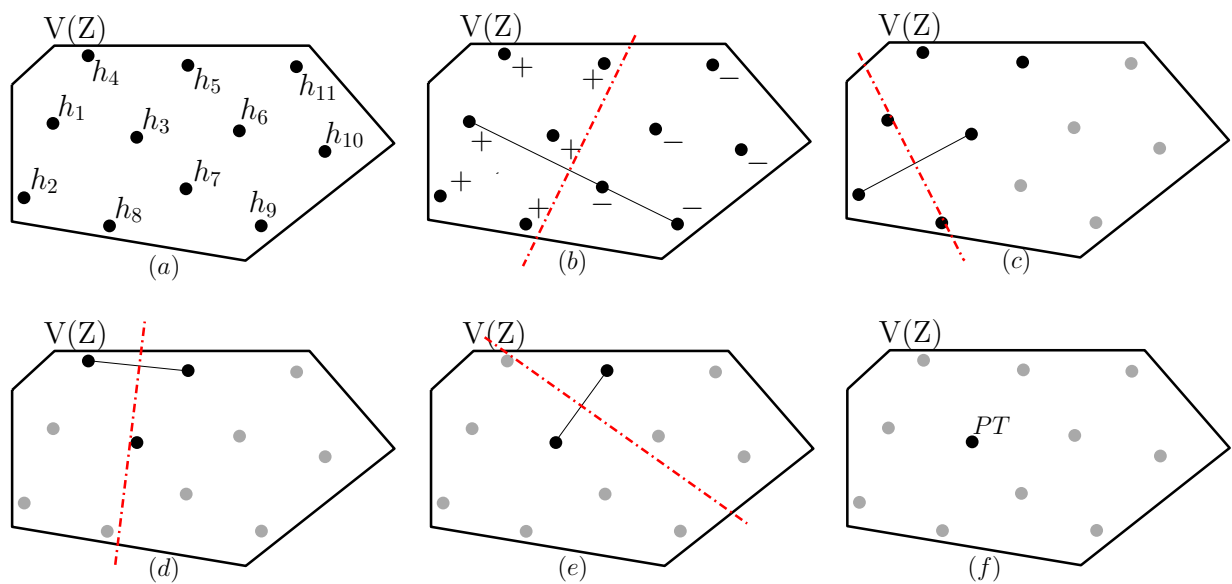 V(Z)
h₄
h₅
h₁₁
h₁
h₃
h₆
h₁₀
h₂
h₇
h₈
h₉
(a)
V(Z)
+
+
−
+
+
−
−
+
−
+
−
(b)
V(Z)
(c)
V(Z)
(d)
V(Z)
(e)
V(Z)
PT
(f)